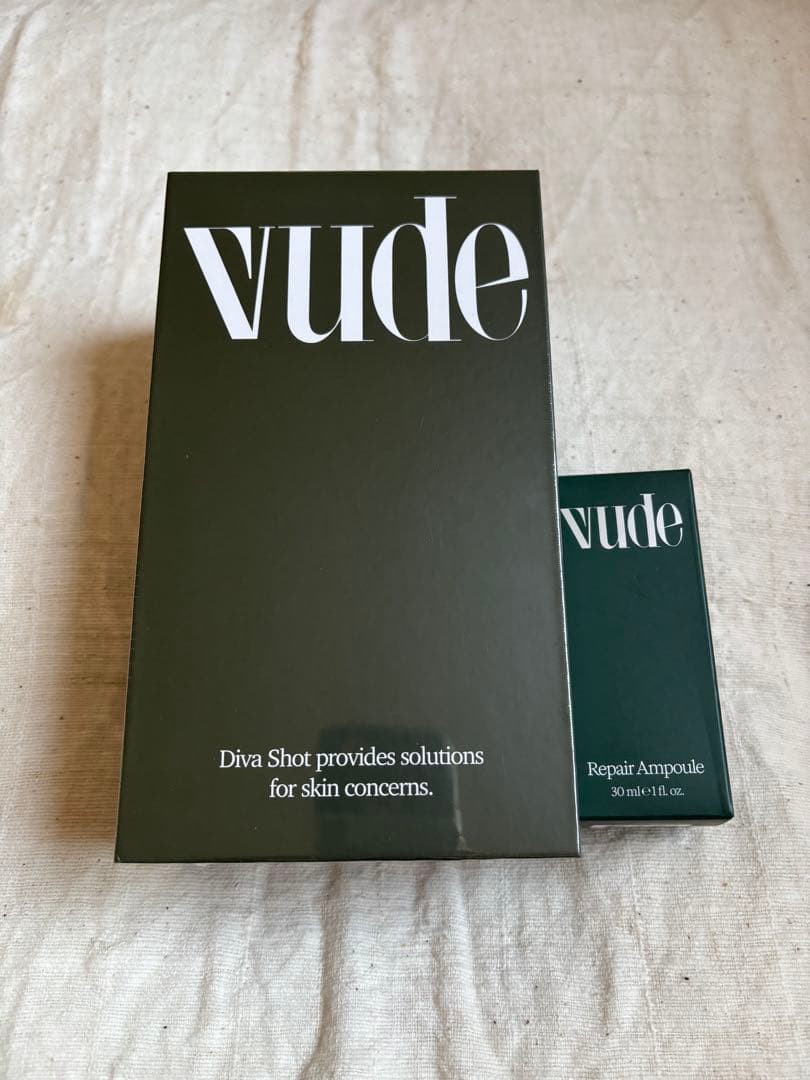 vude
Diva Shot provides solutions
for skin concerns.
vude
Repair Ampoule
30 ml℮1 fl. oz.